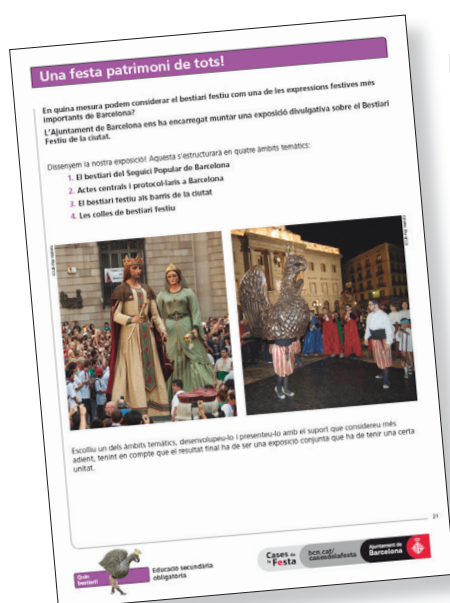 Una festa patrimoni de tots!
En quina mesura podem considerar el bestiari festiu com una de les expressions festives més
importants de Barcelona?
L'Ajuntament de Barcelona ens ha encarregat muntar una exposició divulgativa sobre el Bestiari
Festiu de la ciutat.
Dissenyem la nostra exposició! Aquesta s'estructurarà en quatre àmbits temàtics:
1. El bestiari del Seguici Popular de Barcelona
2. Actes centrals i protocol·laris a Barcelona
3. El bestiari festiu als barris de la ciutat
4. Les colles de bestiari festiu
Escolliu un dels àmbits temàtics, desenvolupeu-lo i presenteu-lo amb el suport que considereu més
adient, tenint en compte que el resultat final ha de ser una exposició conjunta que ha de tenir una certa
unitat.
21
Quin
bestiari!
Educació secundària
obligatòria
Cases de
la Festa
bcn.cat/
casesdelafesta
Ajuntament de
Barcelona